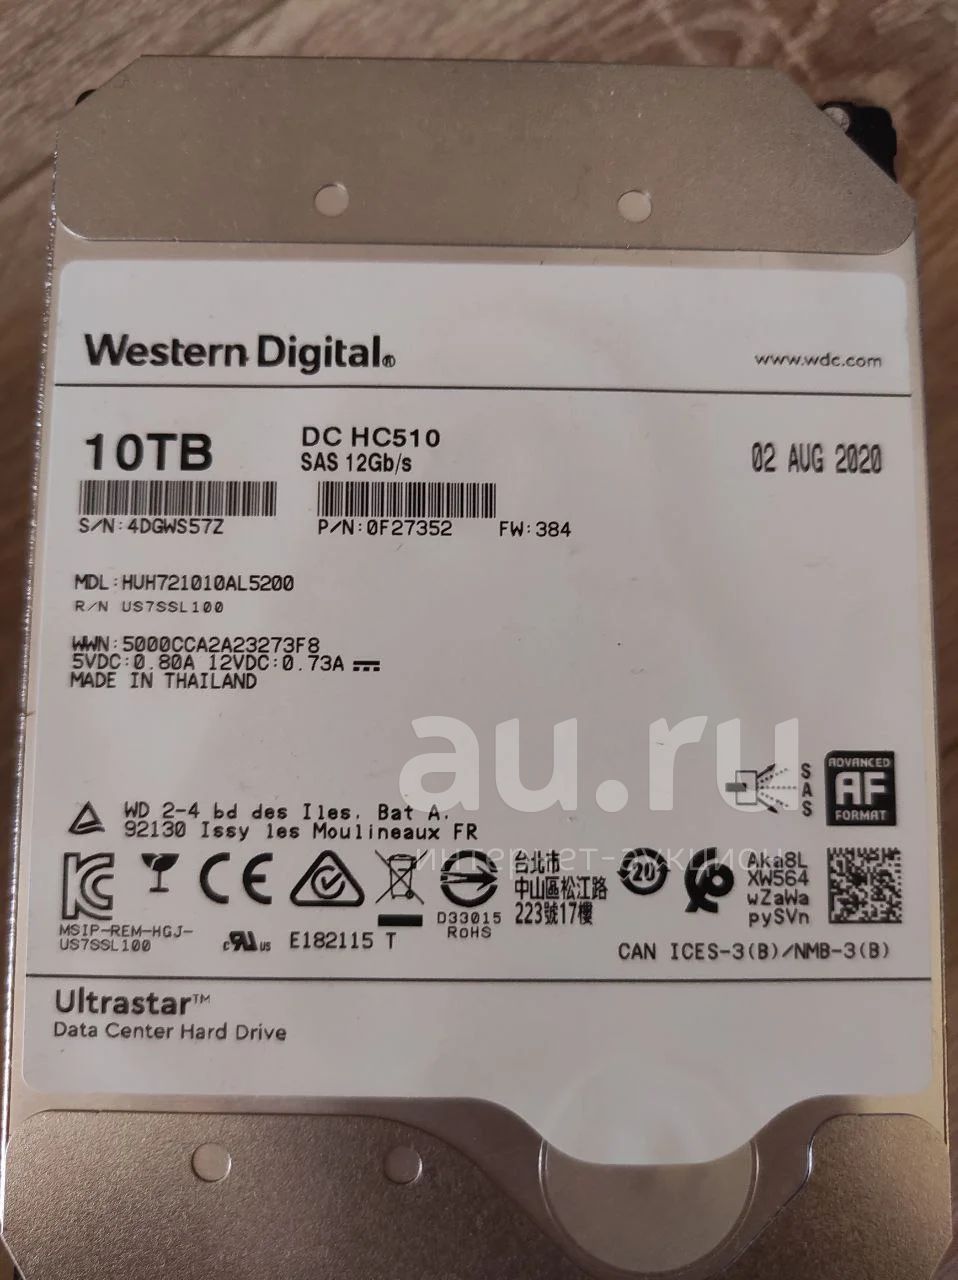 Western Digital®
www.wdc.com
10TB
DC HC510
SAS 12Gb/s
02 AUG 2020
S/N:4DGWS57Z
P/N:0F27352
FW:384
MDL:HUH721010AL5200
R/N US7SSL100
WWN:5000CCA2A23273F8
5VDC:0.80A 12VDC:0.73A
MADE IN THAILAND
au.ru
интернет-аукцион
SAS
ADVANCED
AF
FORMAT
WD 2-4 bd des Iles, Bat A,
92130 Issy les Moulineaux FR
MSIP-REM-HGJ-
US7SSL100
CE
c RU us
E182115 T
D33015
RoHS
台北市
中山區松江路
223號17樓
20
Aka8L
XW564
wZaWa
pySVn
CAN ICES-3(B)/NMB-3(B)
Ultrastar™
Data Center Hard Drive